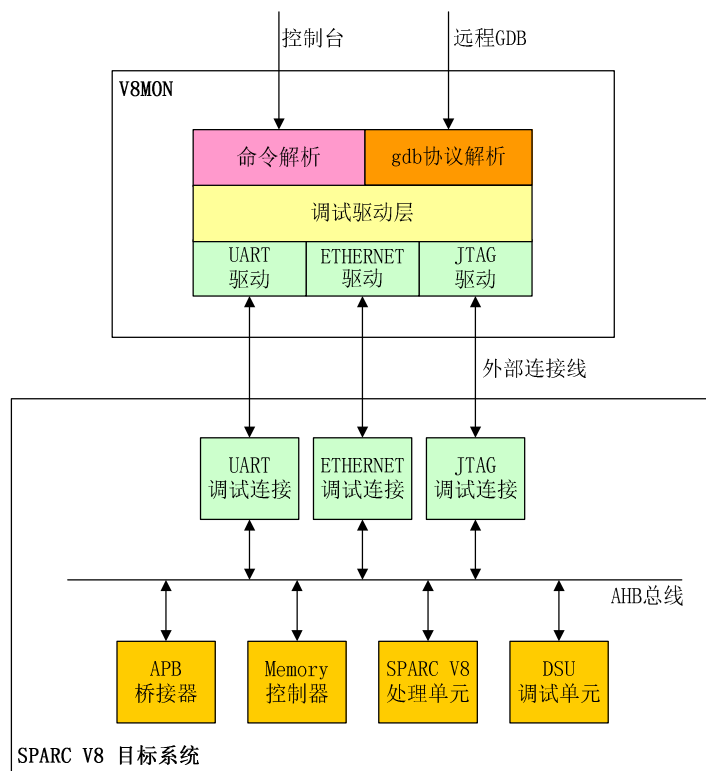 控制台
远程GDB
V8MON
命令解析
gdb协议解析
调试驱动层
UART
驱动
ETHERNET
驱动
JTAG
驱动
外部连接线
UART
调试连接
ETHERNET
调试连接
JTAG
调试连接
AHB总线
APB
桥接器
Memory
控制器
SPARC V8
处理单元
DSU
调试单元
SPARC V8 目标系统